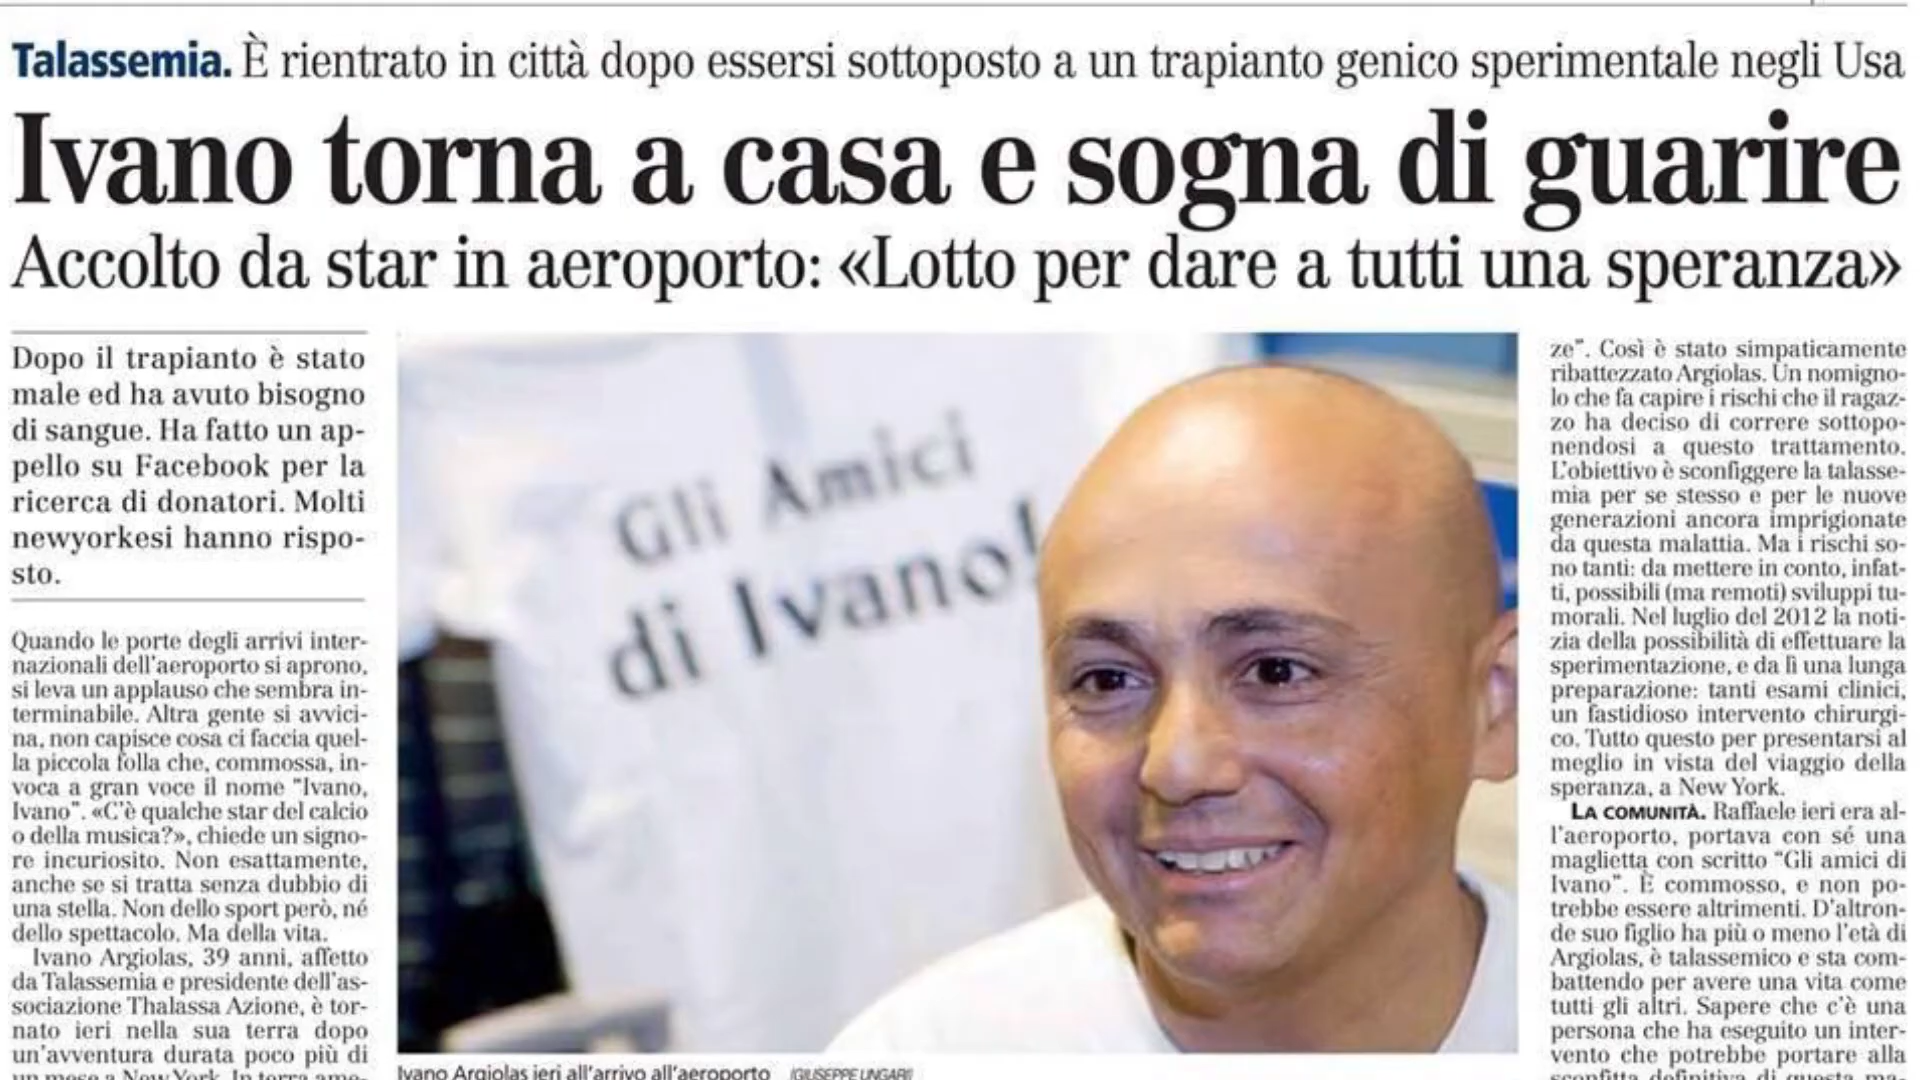 Talassemia. È rientrato in città dopo essersi sottoposto a un trapianto genico sperimentale negli Usa
Ivano torna a casa e sogna di guarire
Accolto da star in aeroporto: «Lotto per dare a tutti una speranza»
Dopo il trapianto è stato
male ed ha avuto bisogno
di sangue. Ha fatto un ap-
pello su Facebook per la
ricerca di donatori. Molti
newyorkesi hanno rispo-
sto.
Quando le porte degli arrivi inter-
nazionali dell'aeroporto si aprono,
si leva un applauso che sembra in-
terminabile. Altra gente si avvici-
na, non capisce cosa ci faccia quel-
la piccola folla che, commossa, in-
voca a gran voce il nome "Ivano,
Ivano". «C'è qualche star del calcio
o della musica?», chiede un signo-
re incuriosito. Non esattamente,
anche se si tratta senza dubbio di
una stella. Non dello sport però, né
dello spettacolo. Ma della vita.
Ivano Argiolas, 39 anni, affetto
da Talassemia e presidente dell'as-
sociazione Thalassa Azione, è tor-
nato ieri nella sua terra dopo
un'avventura durata poco più di
un mese a New York. In terra ame-
Gli Amici
di Ivano!
Ivano Argiolas ieri all'arrivo all'aeroporto (GIUSEPPE UNGARI)
ze". Così è stato simpaticamente
ribattezzato Argiolas. Un nomigno-
lo che fa capire i rischi che il ragaz-
zo ha deciso di correre sottopo-
nendosi a questo trattamento.
L'obiettivo è sconfiggere la talasse-
mia per se stesso e per le nuove
generazioni ancora imprigionate
da questa malattia. Ma i rischi so-
no tanti: da mettere in conto, infat-
ti, possibili (ma remoti) sviluppi tu-
morali. Nel luglio del 2012 la noti-
zia della possibilità di effettuare la
sperimentazione, e da lì una lunga
preparazione: tanti esami clinici,
un fastidioso intervento chirurgi-
co. Tutto questo per presentarsi al
meglio in vista del viaggio della
speranza, a New York.
LA COMUNITÀ. Raffaele ieri era al-
l'aeroporto, portava con sé una
maglietta con scritto "Gli amici di
Ivano". È commosso, e non po-
trebbe essere altrimenti. D'altron-
de suo figlio ha più o meno l'età di
Argiolas, è talassemico e sta com-
battendo per avere una vita come
tutti gli altri. Sapere che c'è una
persona che ha eseguito un inter-
vento che potrebbe portare alla
sconfitta definitiva di questa ma-